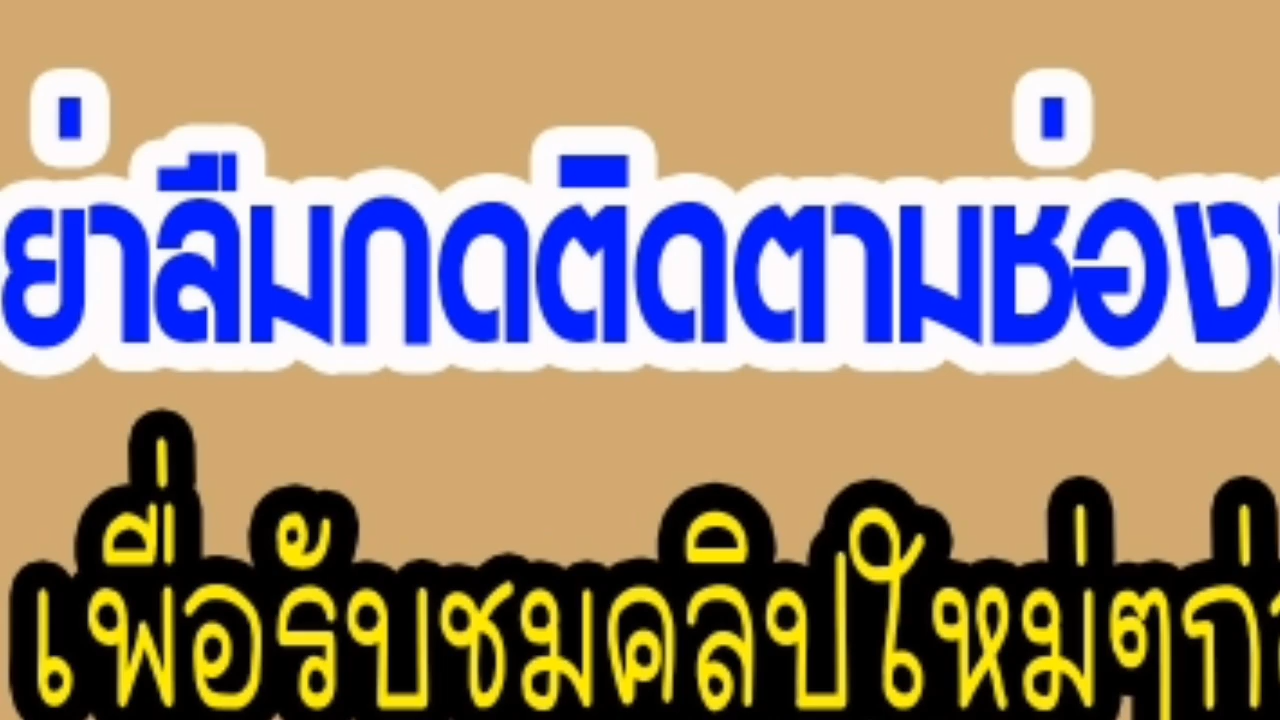 ย่าลืมกดติดตามช่อง
เพื่อรับชมคลิปใหม่ๆก่